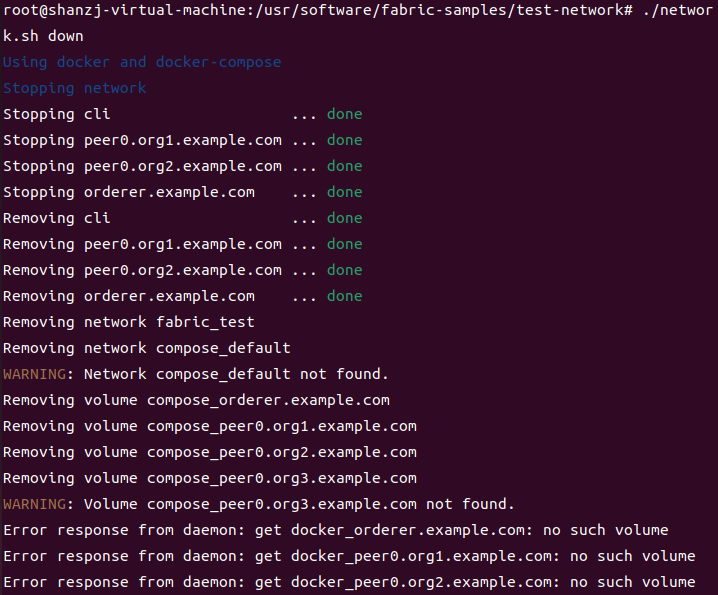 root@shanzj-virtual-machine:/usr/software/fabric-samples/test-network# ./networ
k.sh down
Using docker and docker-compose
Stopping network
Stopping cli                    ... done
Stopping peer0.org1.example.com ... done
Stopping peer0.org2.example.com ... done
Stopping orderer.example.com    ... done
Removing cli                    ... done
Removing peer0.org1.example.com ... done
Removing peer0.org2.example.com ... done
Removing orderer.example.com    ... done
Removing network fabric_test
Removing network compose_default
WARNING: Network compose_default not found.
Removing volume compose_orderer.example.com
Removing volume compose_peer0.org1.example.com
Removing volume compose_peer0.org2.example.com
Removing volume compose_peer0.org3.example.com
WARNING: Volume compose_peer0.org3.example.com not found.
Error response from daemon: get docker_orderer.example.com: no such volume
Error response from daemon: get docker_peer0.org1.example.com: no such volume
Error response from daemon: get docker_peer0.org2.example.com: no such volume